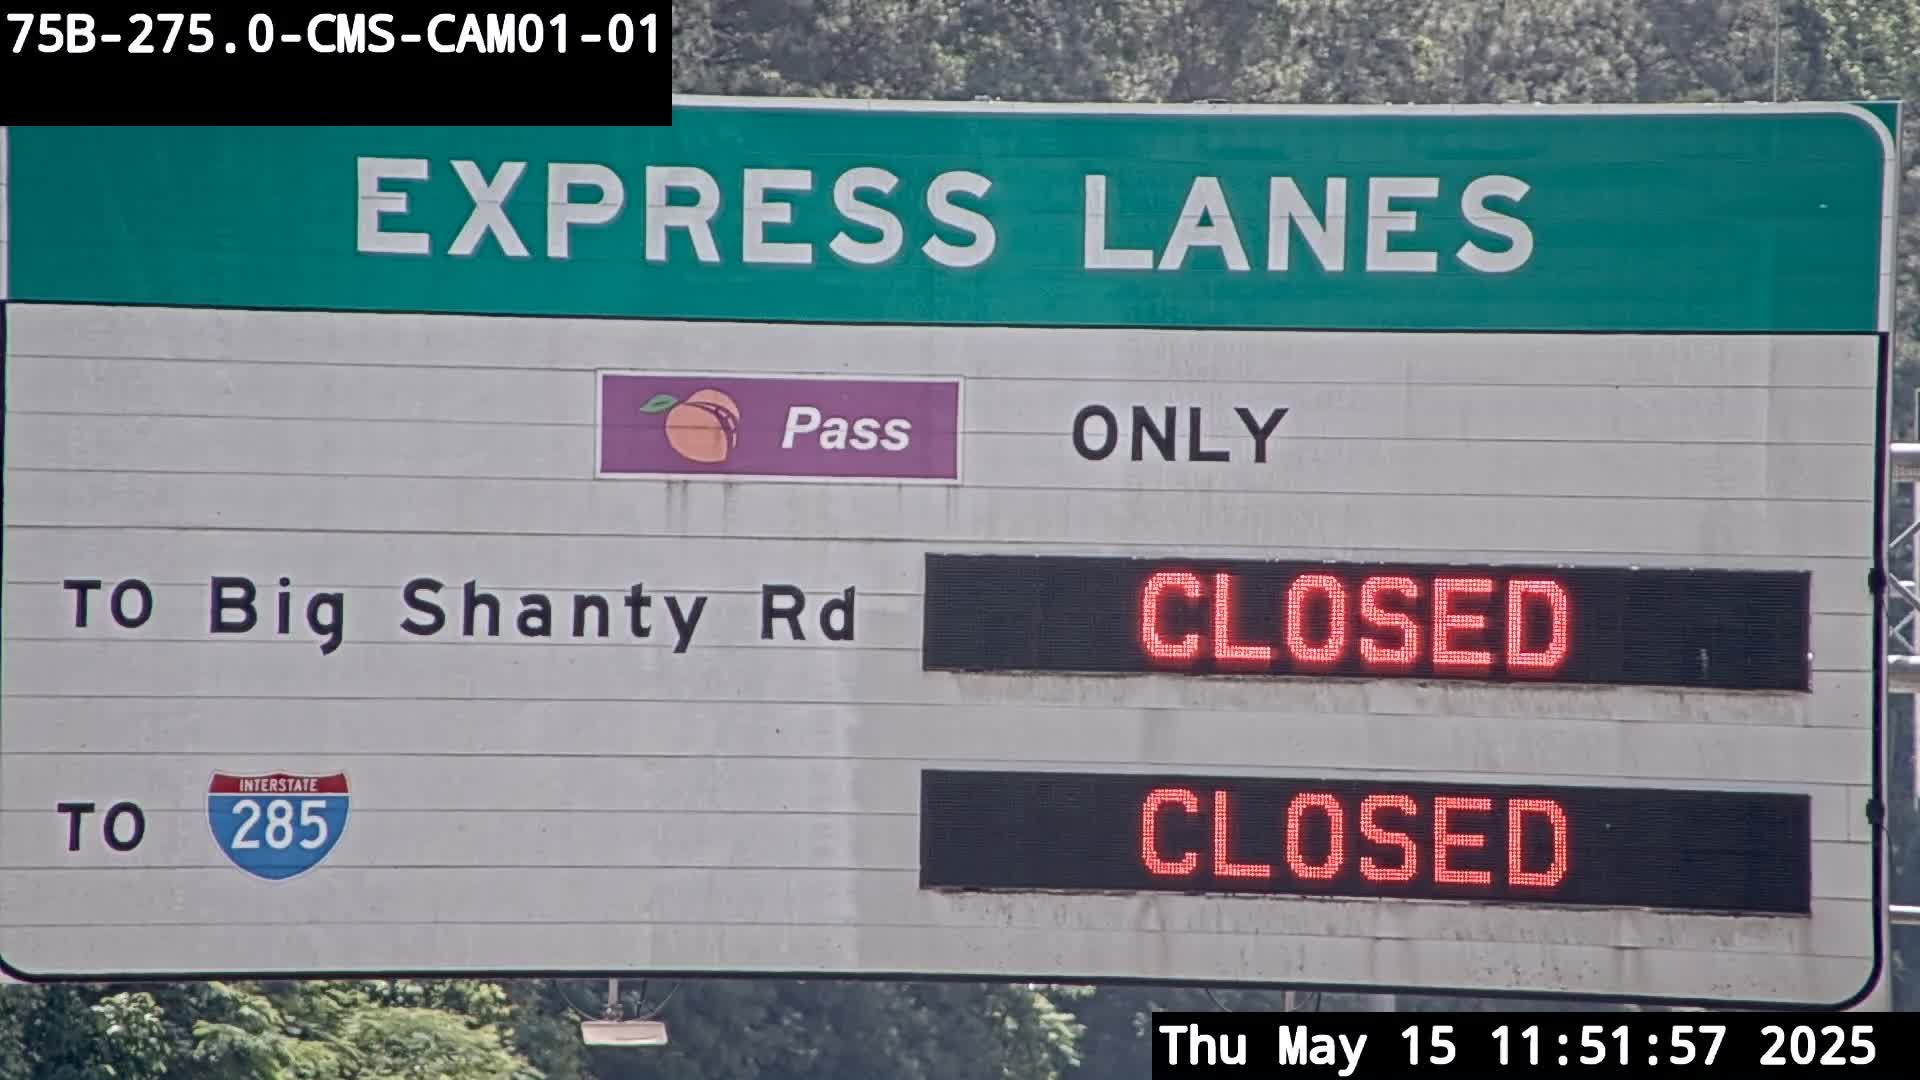 75B-275.0-CMS-CAM01-01
EXPRESS LANES
Pass ONLY
TO Big Shanty Rd CLOSED
TO INTERSTATE 285 CLOSED
Thu May 15 11:51:57 2025